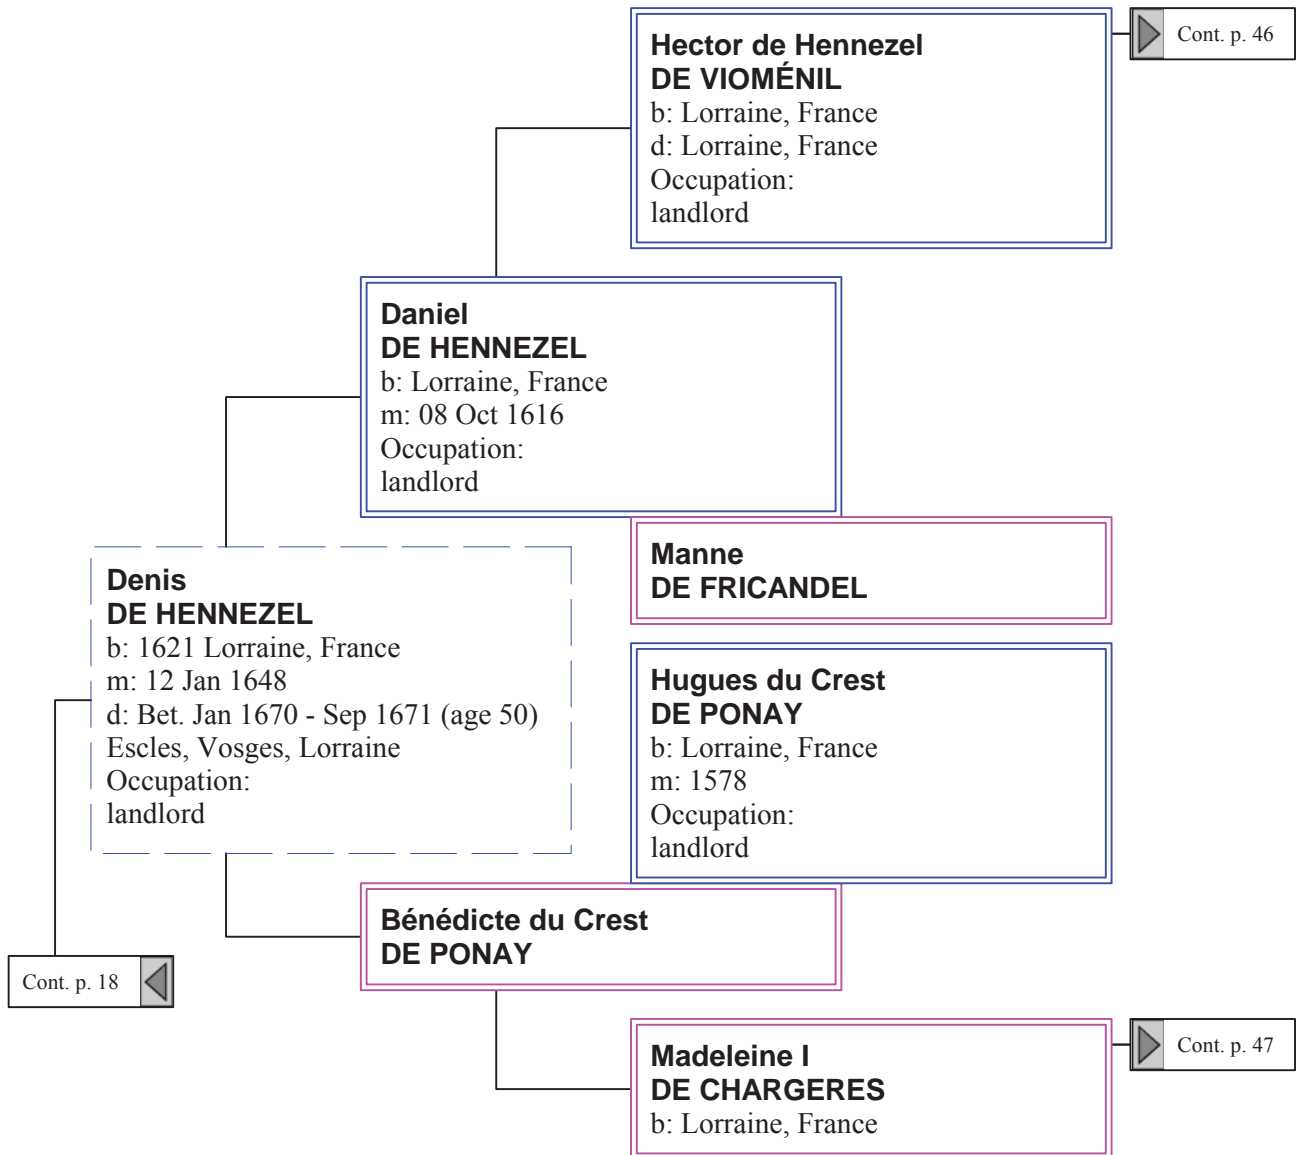 Hector de Hennezel
DE VIOMÉNIL
b: Lorraine, France
d: Lorraine, France
Occupation:
landlord
Cont. p. 46
Daniel
DE HENNEZEL
b: Lorraine, France
m: 08 Oct 1616
Occupation:
landlord
Manne
DE FRICANDEL
Denis
DE HENNEZEL
b: 1621 Lorraine, France
m: 12 Jan 1648
d: Bet. Jan 1670 - Sep 1671 (age 50)
Escles, Vosges, Lorraine
Occupation:
landlord
Hugues du Crest
DE PONAY
b: Lorraine, France
m: 1578
Occupation:
landlord
Bénédicte du Crest
DE PONAY
Cont. p. 18
Madeleine I
DE CHARGERES
b: Lorraine, France
Cont. p. 47